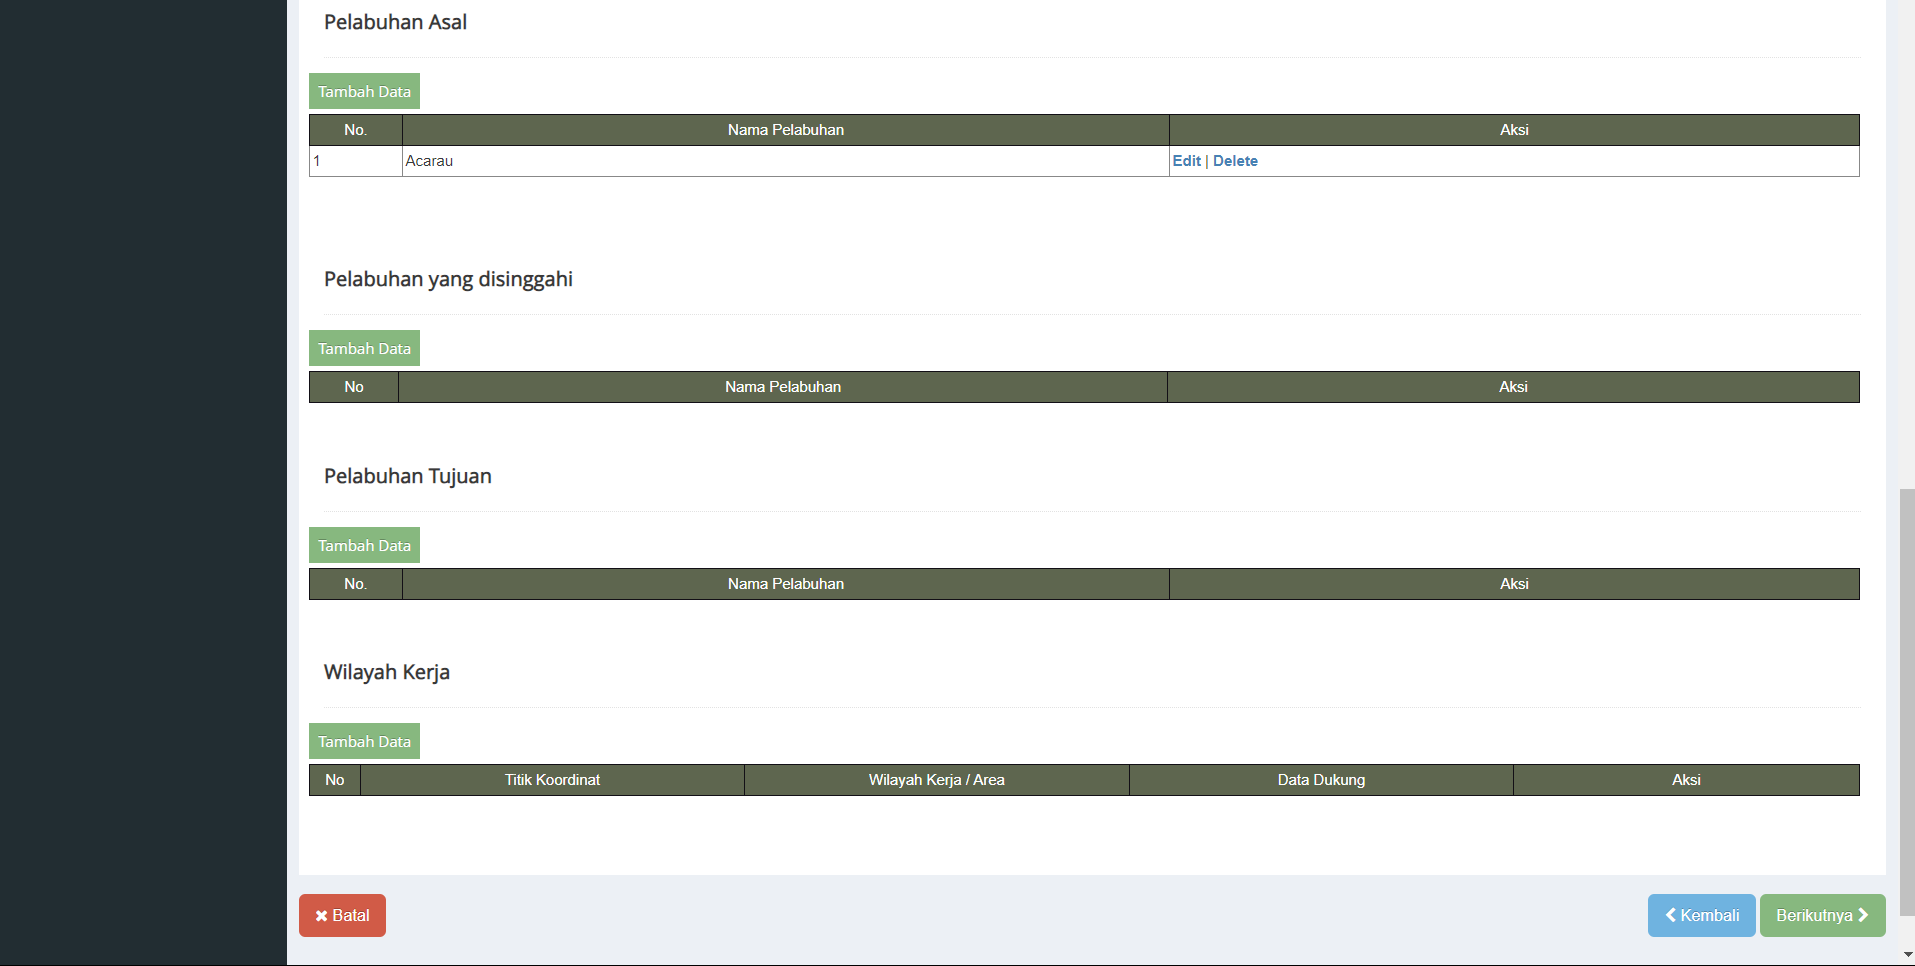 Pelabuhan Asal
Tambah Data
No. Nama Pelabuhan Aksi
1 Acarau Edit | Delete
Pelabuhan yang disinggahi
Tambah Data
No Nama Pelabuhan Aksi
Pelabuhan Tujuan
Tambah Data
No. Nama Pelabuhan Aksi
Wilayah Kerja
Tambah Data
No Titik Koordinat Wilayah Kerja / Area Data Dukung Aksi
Batal Kembali Berikutnya